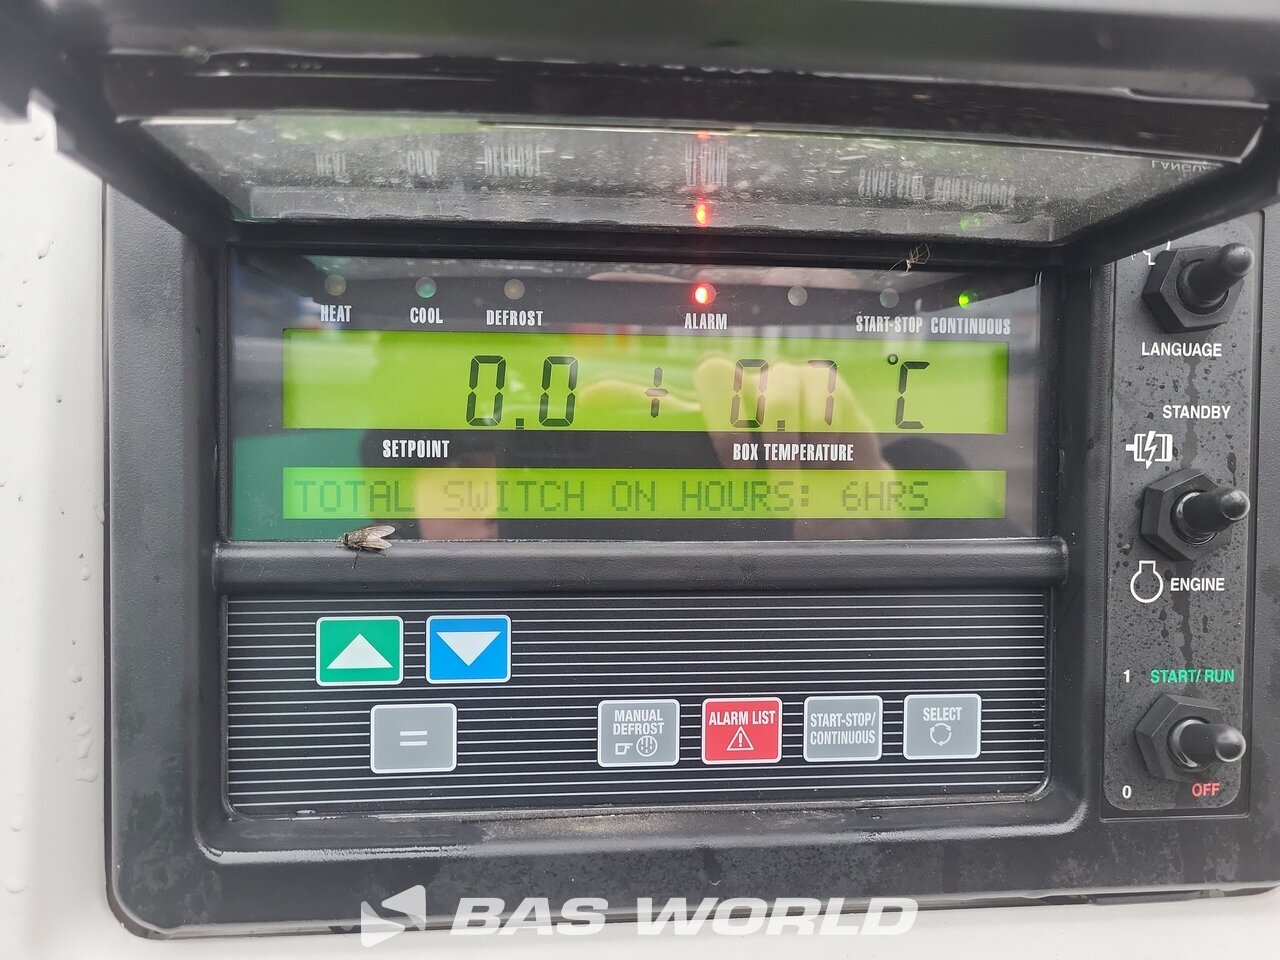 HEAT COOL DEFROST ALARM START-STOP CONTINUOUS
0.0 + 0.7 °C
SETPOINT BOX TEMPERATURE
TOTAL SWITCH ON HOURS: 6HRS
LANGUAGE
STANDBY
ENGINE
1 START/RUN
0 OFF
=
MANUAL
DEFROST
ALARM LIST
START-STOP/
CONTINUOUS
SELECT
BAS WORLD